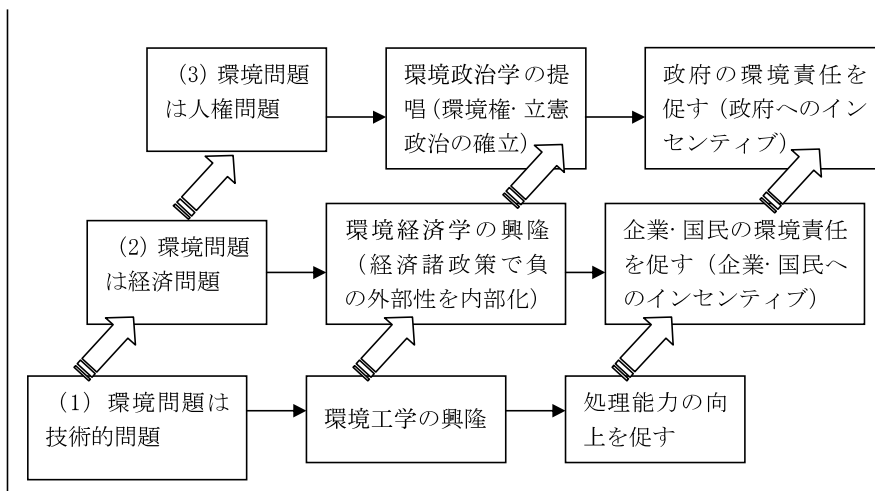 (3) 環境問題
は人権問題
環境政治学の提
唱(環境権·立憲
政治の確立)
政府の環境責任を
促す(政府へのイン
センティブ)
(2) 環境問題
は経済問題
環境経済学の興隆
(経済諸政策で負
の外部性を内部化)
企業·国民の環境責任
を促す(企業·国民へ
のインセンティブ)
(1) 環境問題は
技術的問題
環境工学の興隆
処理能力の向
上を促す